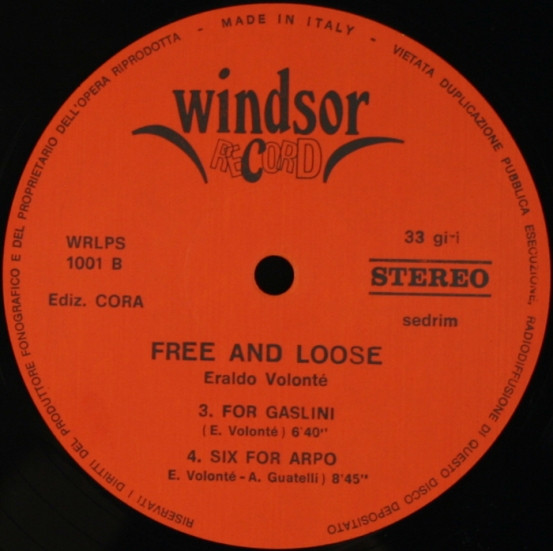 MADE IN ITALY - VIETATA DUPLICAZIONE PUBBLICA ESECUZIONE, RADIODIFFUSIONE DI QUESTO DISCO DEPOSITATO
RISERVATI I DIRITTI DEL PRODUTTORE FONOGRAFICO E DEL PROPRIETARIO DELL'OPERA RIPRODOTTA -
windsor
RECORD
WRLPS
1001 B
Ediz. CORA
33 giri
STEREO
sedrim
FREE AND LOOSE
Eraldo Volonté
3. FOR GASLINI
(E. Volonté) 6'40''
4. SIX FOR ARPO
E. Volonté - A. Guatelli) 8'45''